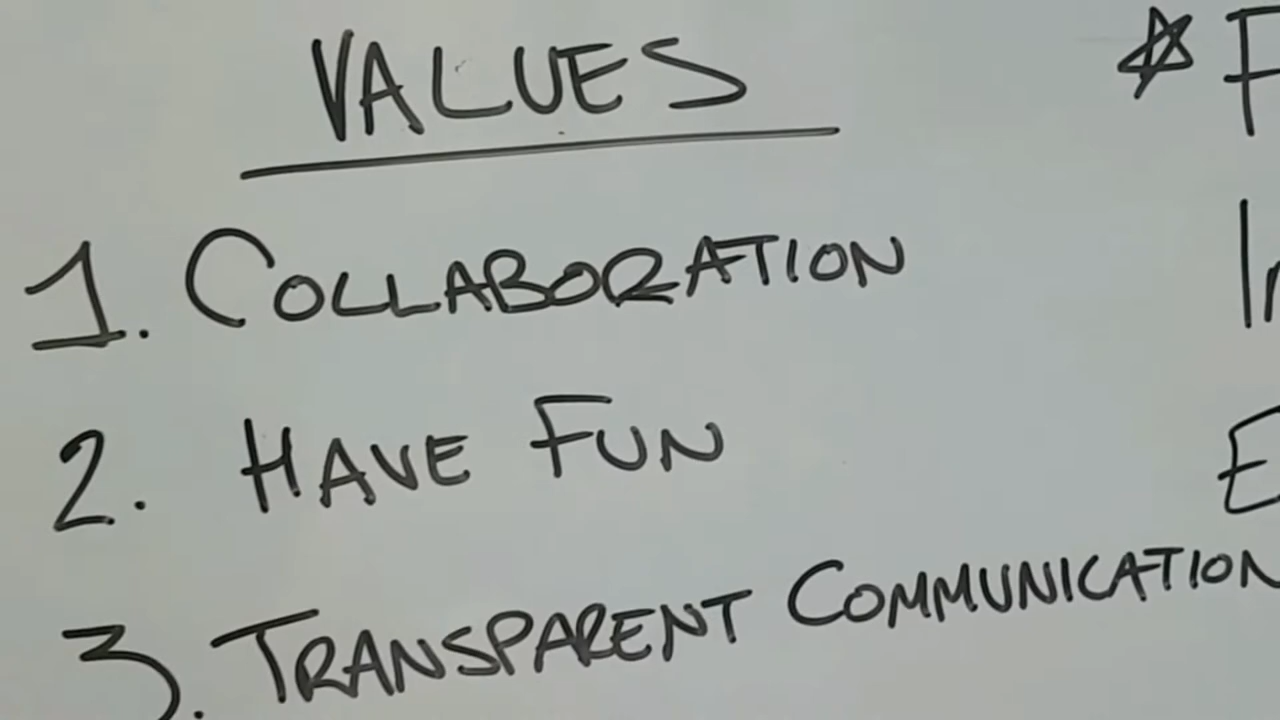 VALUES
1. COLLABORATION
2. HAVE FUN
3. TRANSPARENT COMMUNICATION